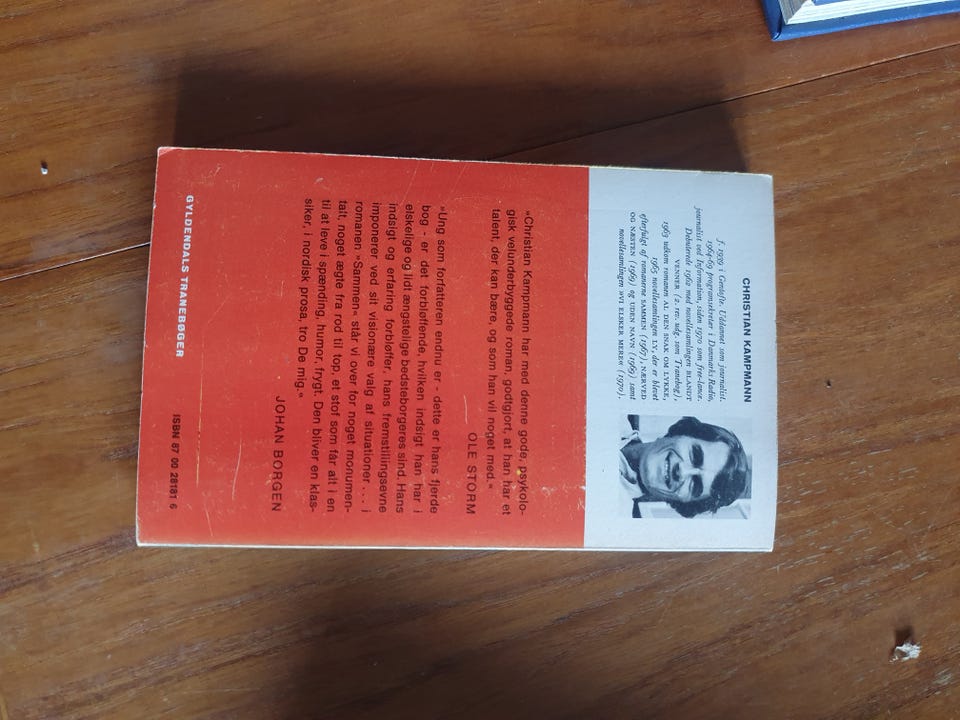 CHRISTIAN KAMPMANN
f. 1939 i Gentofte. Uddannet som journalist.
1964-69 programsekretær i Danmarks Radio,
journalist ved Information, siden 1970 som free-lance.
Debuterede 1962 med novellesamlingen BLANDT
VENNER (2. rev. udg. som Tranebog).
1963 udkom romanen AL DEN SNAK OM LYKKE,
1965 novellesamlingen LY, der er blevet
efterfulgt af romanerne SAMMEN (1967), NÆRVED
OG NÆSTEN (1969) og UDEN NAVN (1969) samt
novellesamlingen »VI ELSKER MERE« (1970).
»Christian Kampmann har med denne gode, psykolo-
gisk velunderbyggede roman, godtgjort, at han har et
talent, der kan bære, og som han vil noget med.«
OLE STORM
»Ung som forfatteren endnu er - dette er hans fjerde
bog - er det forbløffende, hvilken indsigt han har i
elskelige og lidt ængstelige bedsteborgeres sind. Hans
indsigt og erfaring forbløffer, hans fremstillingsevne
imponerer ved sit visionære valg af situationer . . . i
romanen »Sammen« står vi over for noget monumen-
talt, noget ægte fra rod til top, et stof som får alt i en
til at leve i spænding, humor, frygt. Den bliver en klas-
siker, i nordisk prosa, tro De mig.«
JOHAN BORGEN
GYLDENDALS TRANEBØGER
ISBN 87 00 28181 6